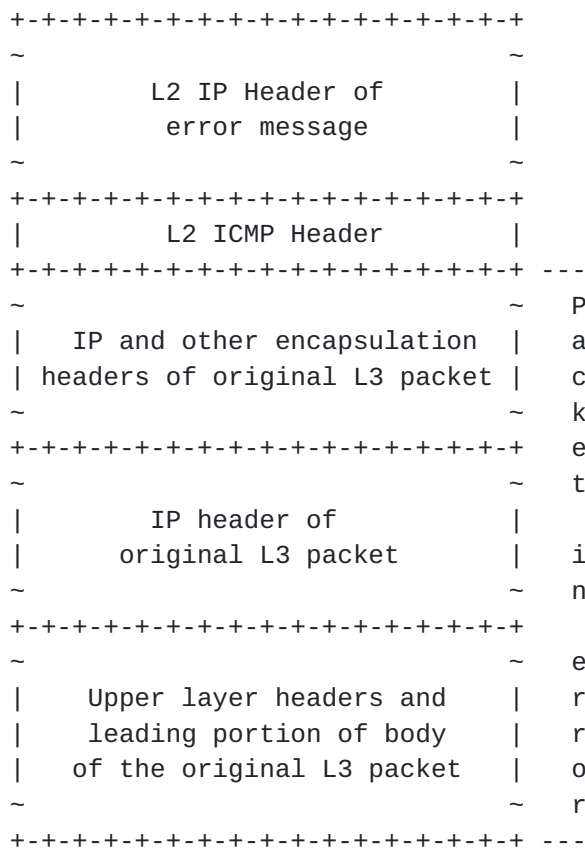 +-+-+-+-+-+-+-+-+-+-+-+-+-+-+-+-+
~                               ~
|        L2 IP Header of        |
|         error message         |
~                               ~
+-+-+-+-+-+-+-+-+-+-+-+-+-+-+-+-+
|         L2 ICMP Header        |
+-+-+-+-+-+-+-+-+-+-+-+-+-+-+-+-+ ---
~                               ~   P
|   IP and other encapsulation  |   a
| headers of original L3 packet |   c
~                               ~   k
+-+-+-+-+-+-+-+-+-+-+-+-+-+-+-+-+   e
~                               ~   t
|        IP header of           |
|      original L3 packet       |   i
~                               ~   n
+-+-+-+-+-+-+-+-+-+-+-+-+-+-+-+-+
~                               ~   e
|    Upper layer headers and    |   r
|    leading portion of body    |   r
|   of the original L3 packet   |   o
~                               ~   r
+-+-+-+-+-+-+-+-+-+-+-+-+-+-+-+-+ ---